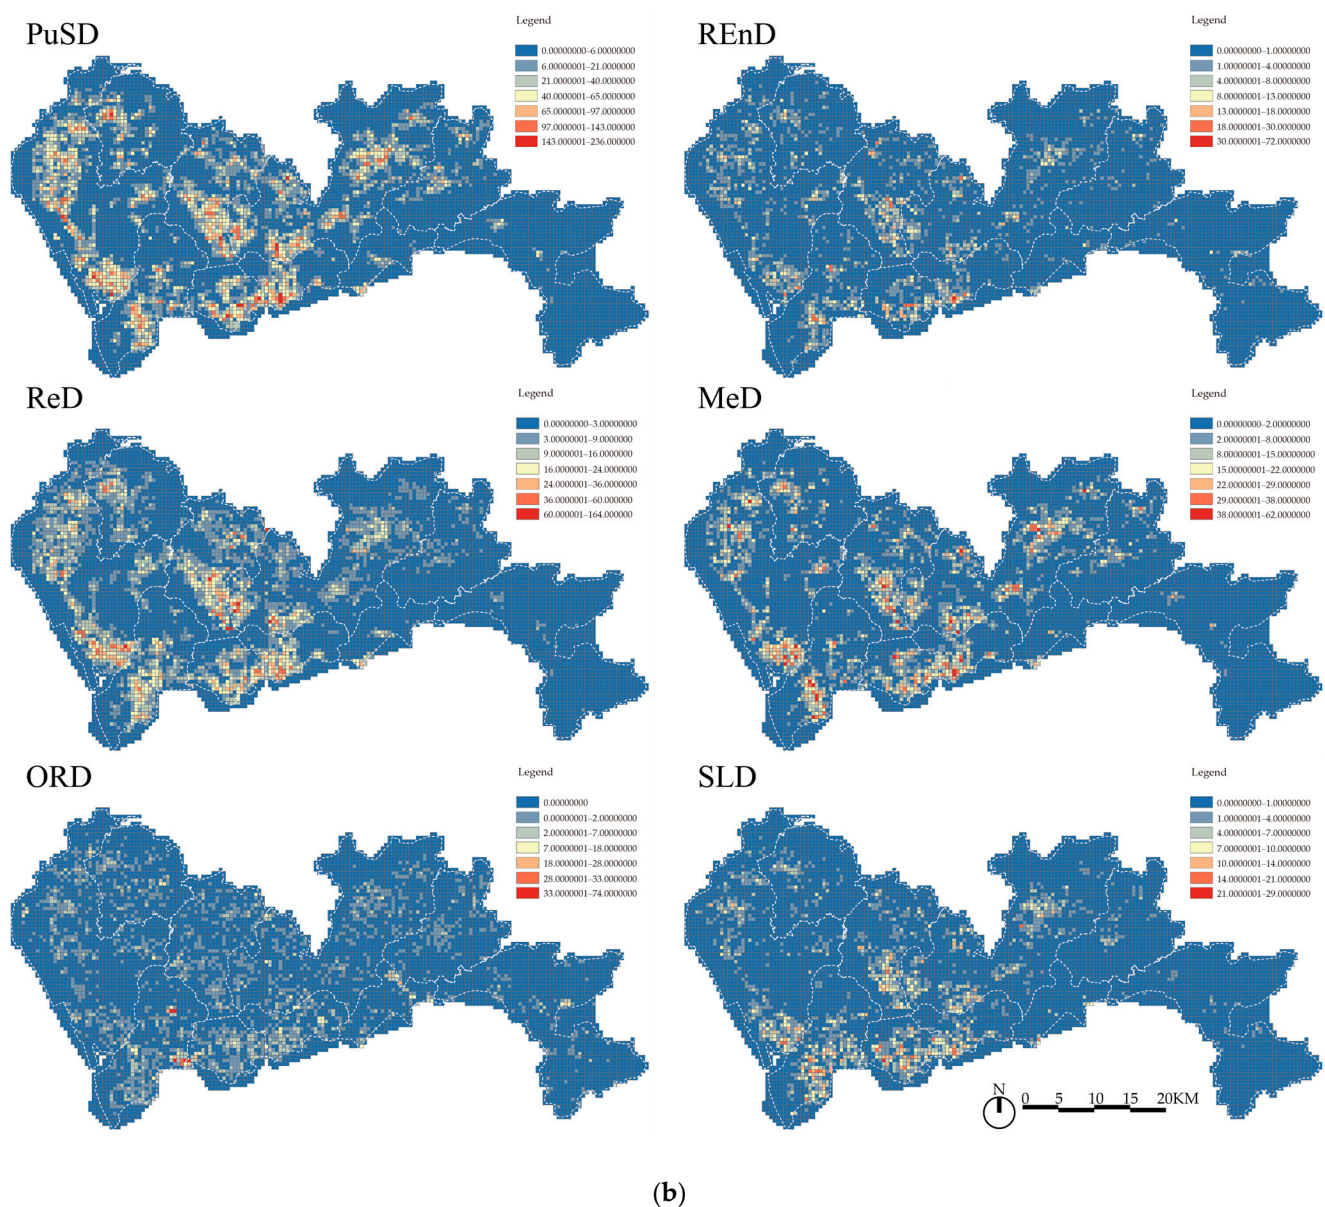 PuSD
Legend
0.00000000–6.00000000
6.00000001–21.0000000
21.0000001–40.0000000
40.0000001–65.0000000
65.0000001–97.0000000
97.0000001–143.000000
143.000001–236.000000
REnD
Legend
0.00000000–1.00000000
1.00000001–4.00000000
4.00000001–8.00000000
8.00000001–13.0000000
13.0000001–18.0000000
18.0000001–30.0000000
30.0000001–72.0000000
ReD
Legend
0.00000000–3.00000000
3.00000001–9.0000000
9.0000001–16.0000000
16.0000001–24.0000000
24.0000001–36.000000
36.0000001–60.000000
60.000001–164.000000
MeD
Legend
0.00000000–2.00000000
2.00000001–8.00000000
8.00000001–15.00000000
15.0000001–22.0000000
22.0000001–29.0000000
29.0000001–38.0000000
38.0000001–62.0000000
ORD
Legend
0.00000000
0.00000001–2.00000000
2.00000001–7.00000000
7.00000001–18.0000000
18.0000001–28.0000000
28.0000001–33.0000000
33.0000001–74.0000000
SLD
Legend
0.00000000–1.00000000
1.00000001–4.00000000
4.00000001–7.00000000
7.0000001–10.0000000
10.0000001–14.0000000
14.0000001–21.0000000
21.0000001–29.0000000
N
0 5 10 15 20KM
(b)